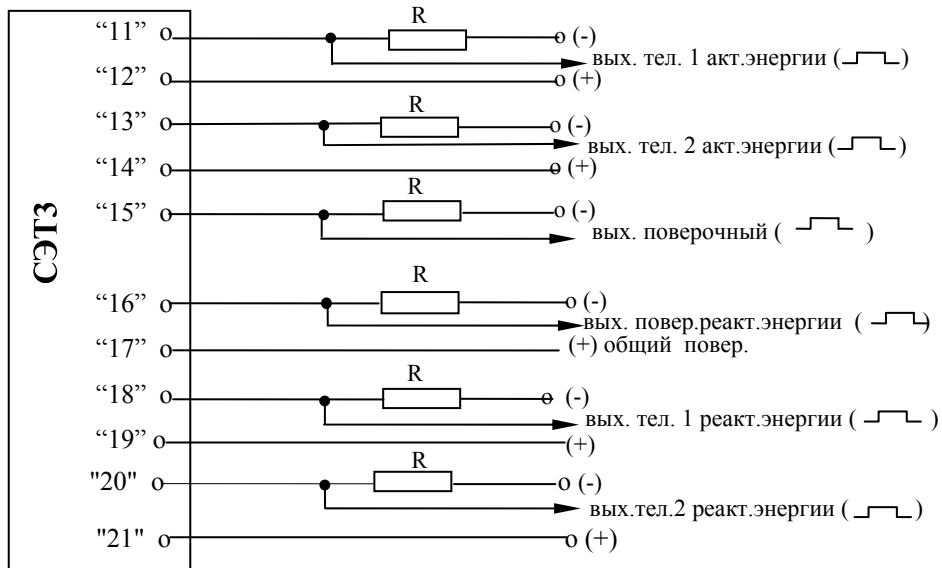 R
“11” о о (-)
вых. тел. 1 акт.энергии ( )
“12” о о (+)
R
“13” о о (-)
вых. тел. 2 акт.энергии ( )
“14” о о (+)
R
“15” о о (-)
вых. поверочный ( )
СЭТ3
R
“16” о о (-)
вых. повер.реакт.энергии ( )
“17” о (+) общий повер.
R
“18” о о (-)
вых. тел. 1 реакт.энергии ( )
“19” о (+)
R
"20" о о (-)
вых.тел.2 реакт.энергии ( )
"21" о о (+)